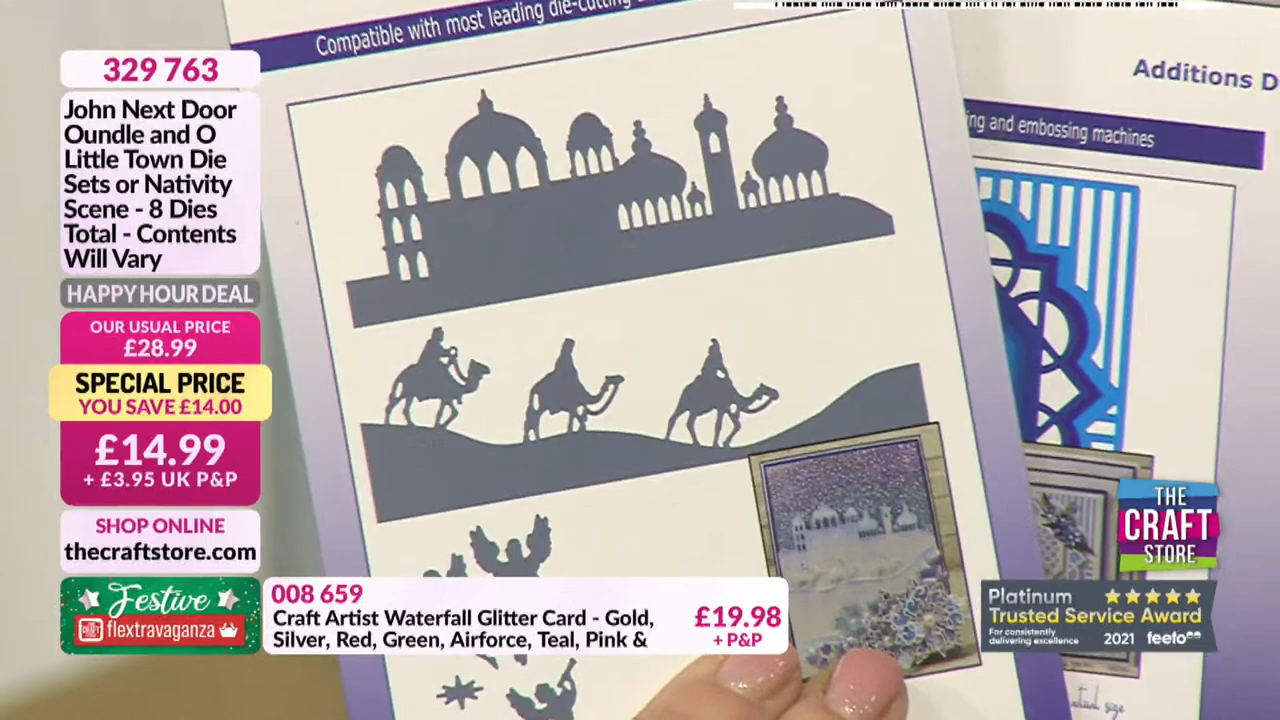 329 763
John Next Door
Oundle and O
Little Town Die
Sets or Nativity
Scene - 8 Dies
Total - Contents
Will Vary
HAPPY HOUR DEAL
OUR USUAL PRICE
£28.99
SPECIAL PRICE
YOU SAVE £14.00
£14.99
+ £3.95 UK P&P
SHOP ONLINE
thecraftstore.com
Festive
flextravaganza
008 659
Craft Artist Waterfall Glitter Card - Gold,
Silver, Red, Green, Airforce, Teal, Pink &
£19.98
+ P&P
Compatible with most leading die-cutting
Additions D
ing and embossing machines
THE
CRAFT
STORE
Platinum
Trusted Service Award
For consistently
delivering excellence
2021 feefo
actual size